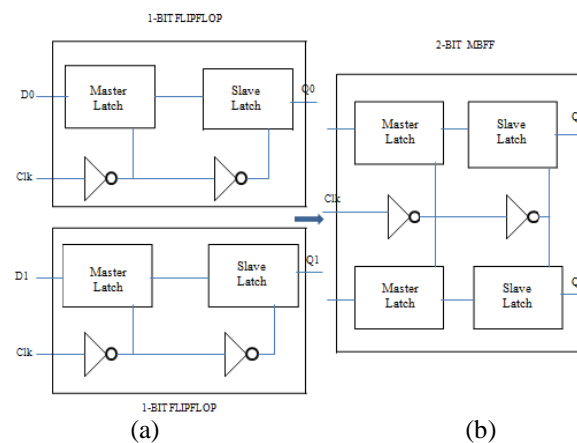 1-BIT FLIPFLOP
D0
Master
Latch
Slave
Latch
Q0
Clk
D1
Master
Latch
Slave
Latch
Q1
Clk
1-BIT FLIPFLOP
(a)
2-BIT MBFF
Master
Latch
Slave
Latch
Q
Clk
Master
Latch
Slave
Latch
Q
(b)